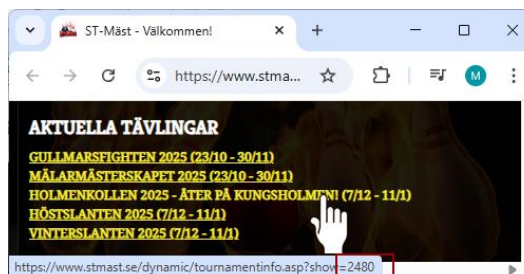 ST-Mäst - Välkommen!
https://www.stma...
M
AKTUELLA TÄVLINGAR
GULLMARSFIGHTEN 2025 (23/10 - 30/11)
MÄLARMÄSTERSKAPET 2025 (23/10 - 30/11)
HOLMENKOLLEN 2025 - ÅTER PÅ KUNGSHOLMEN! (7/12 - 11/1)
HÖSTSLANTEN 2025 (7/12 - 11/1)
VINTERSLANTEN 2025 (7/12 - 11/1)
https://www.stmast.se/dynamic/tournamentinfo.asp?show=2480